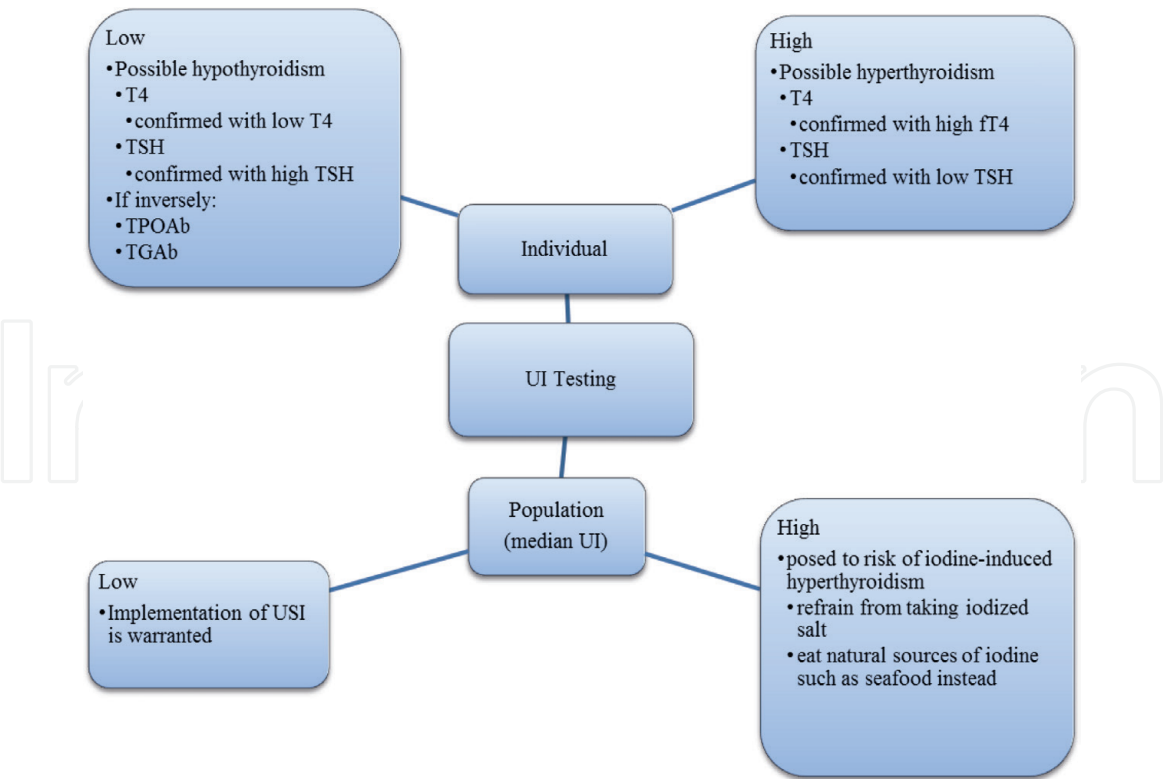 Low
•Possible hypothyroidism
•T4
•confirmed with low T4
•TSH
•confirmed with high TSH
•If inversely:
•TPOAb
•TGAb
High
•Possible hyperthyroidism
•T4
•confirmed with high fT4
•TSH
•confirmed with low TSH
Individual
UI Testing
Population
(median UI)
Low
•Implementation of USI
is warranted
High
•posed to risk of iodine-induced
hyperthyroidism
•refrain from taking iodized
salt
•eat natural sources of iodine
such as seafood instead